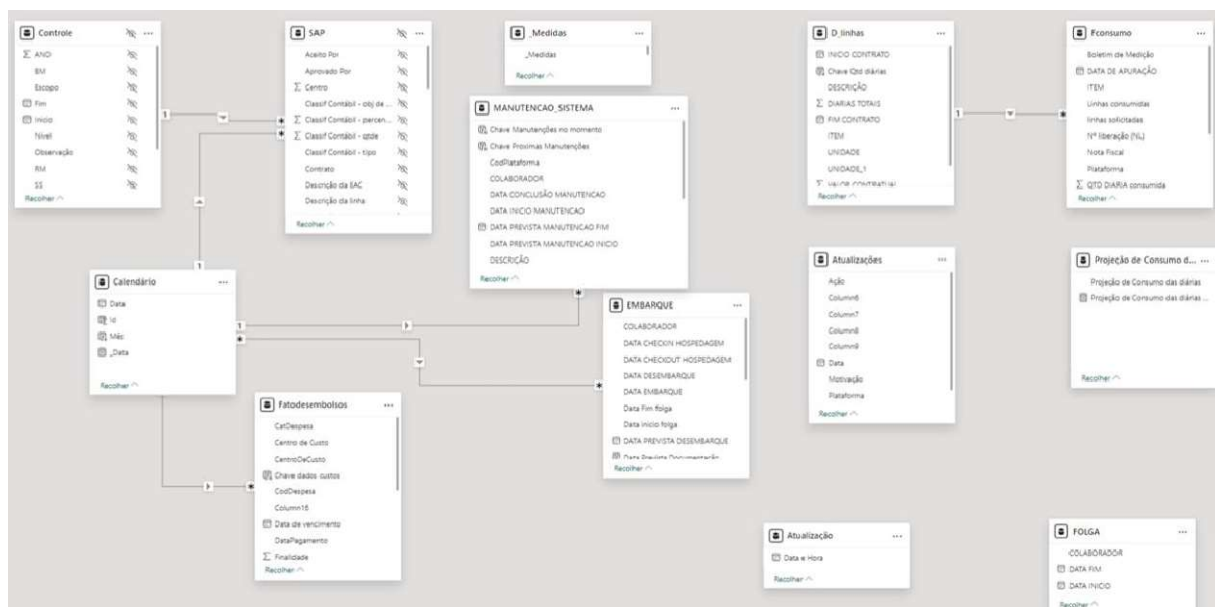 Controle
ANO
BM
Escopo
Fim
Inicio
Nível
Observação
RM
SS
Recolher
SAP
Aceito Por
Aprovado Por
Centro
Classif Contábil - obj de ...
Classif Contábil - percen...
Classif Contábil - qtde
Classif Contábil - tipo
Contrato
Descrição da
Descrição da linha
Recolher
_Medidas
_Medidas
Recolher
MANUTENCAO_SISTEMA
Chave Manutenções no momento
Chave Proximas Manutenções
CodPlataforma
COLABORADOR
DATA CONCLUSÃO MANUTENCAO
DATA INICIO MANUTENCAO
DATA PREVISTA MANUTENCAO FIM
DATA PREVISTA MANUTENCAO INICIO
DESCRIÇÃO
Recolher
D_linhas
INICIO CONTRATO
Chave Qtd diárias
DESCRIÇÃO
DIARIAS TOTAIS
FIM CONTRATO
ITEM
UNIDADE
UNIDADE_1
VALOR CONTRATUAL
Recolher
Fconsumo
Boletim de Medição
DATA DE APURAÇÃO
ITEM
Linhas consumidas
linhas solicitadas
Nº liberação (NL)
Nota Fiscal
Plataforma
QTD DIARIA consumida
Recolher
1
*
1
*
1
*
Calendário
Data
Id
Mês
_Data
Recolher
1
*
*
*
EMBARQUE
COLABORADOR
DATA CHECKIN HOSPEDAGEM
DATA CHECKOUT HOSPEDAGEM
DATA DESEMBARQUE
DATA EMBARQUE
Data Fim folga
Data inicio folga
DATA PREVISTA DESEMBARQUE
Data Prevista Documentação
Recolher
Atualizações
Ação
Column6
Column7
Column8
Column9
Data
Motivação
Plataforma
Recolher
Projeção de Consumo d...
Projeção de Consumo das diárias
Projeção de Consumo das diárias ...
Recolher
*
Fatodesembolsos
CatDespesa
Centro de Custo
CentroDeCusto
Chave dados custos
CodDespesa
Column16
Data de vencimento
DataPagamento
Finalidade
Recolher
Atualização
Data e Hora
Recolher
FOLGA
COLABORADOR
DATA FIM
DATA INICIO
Recolher